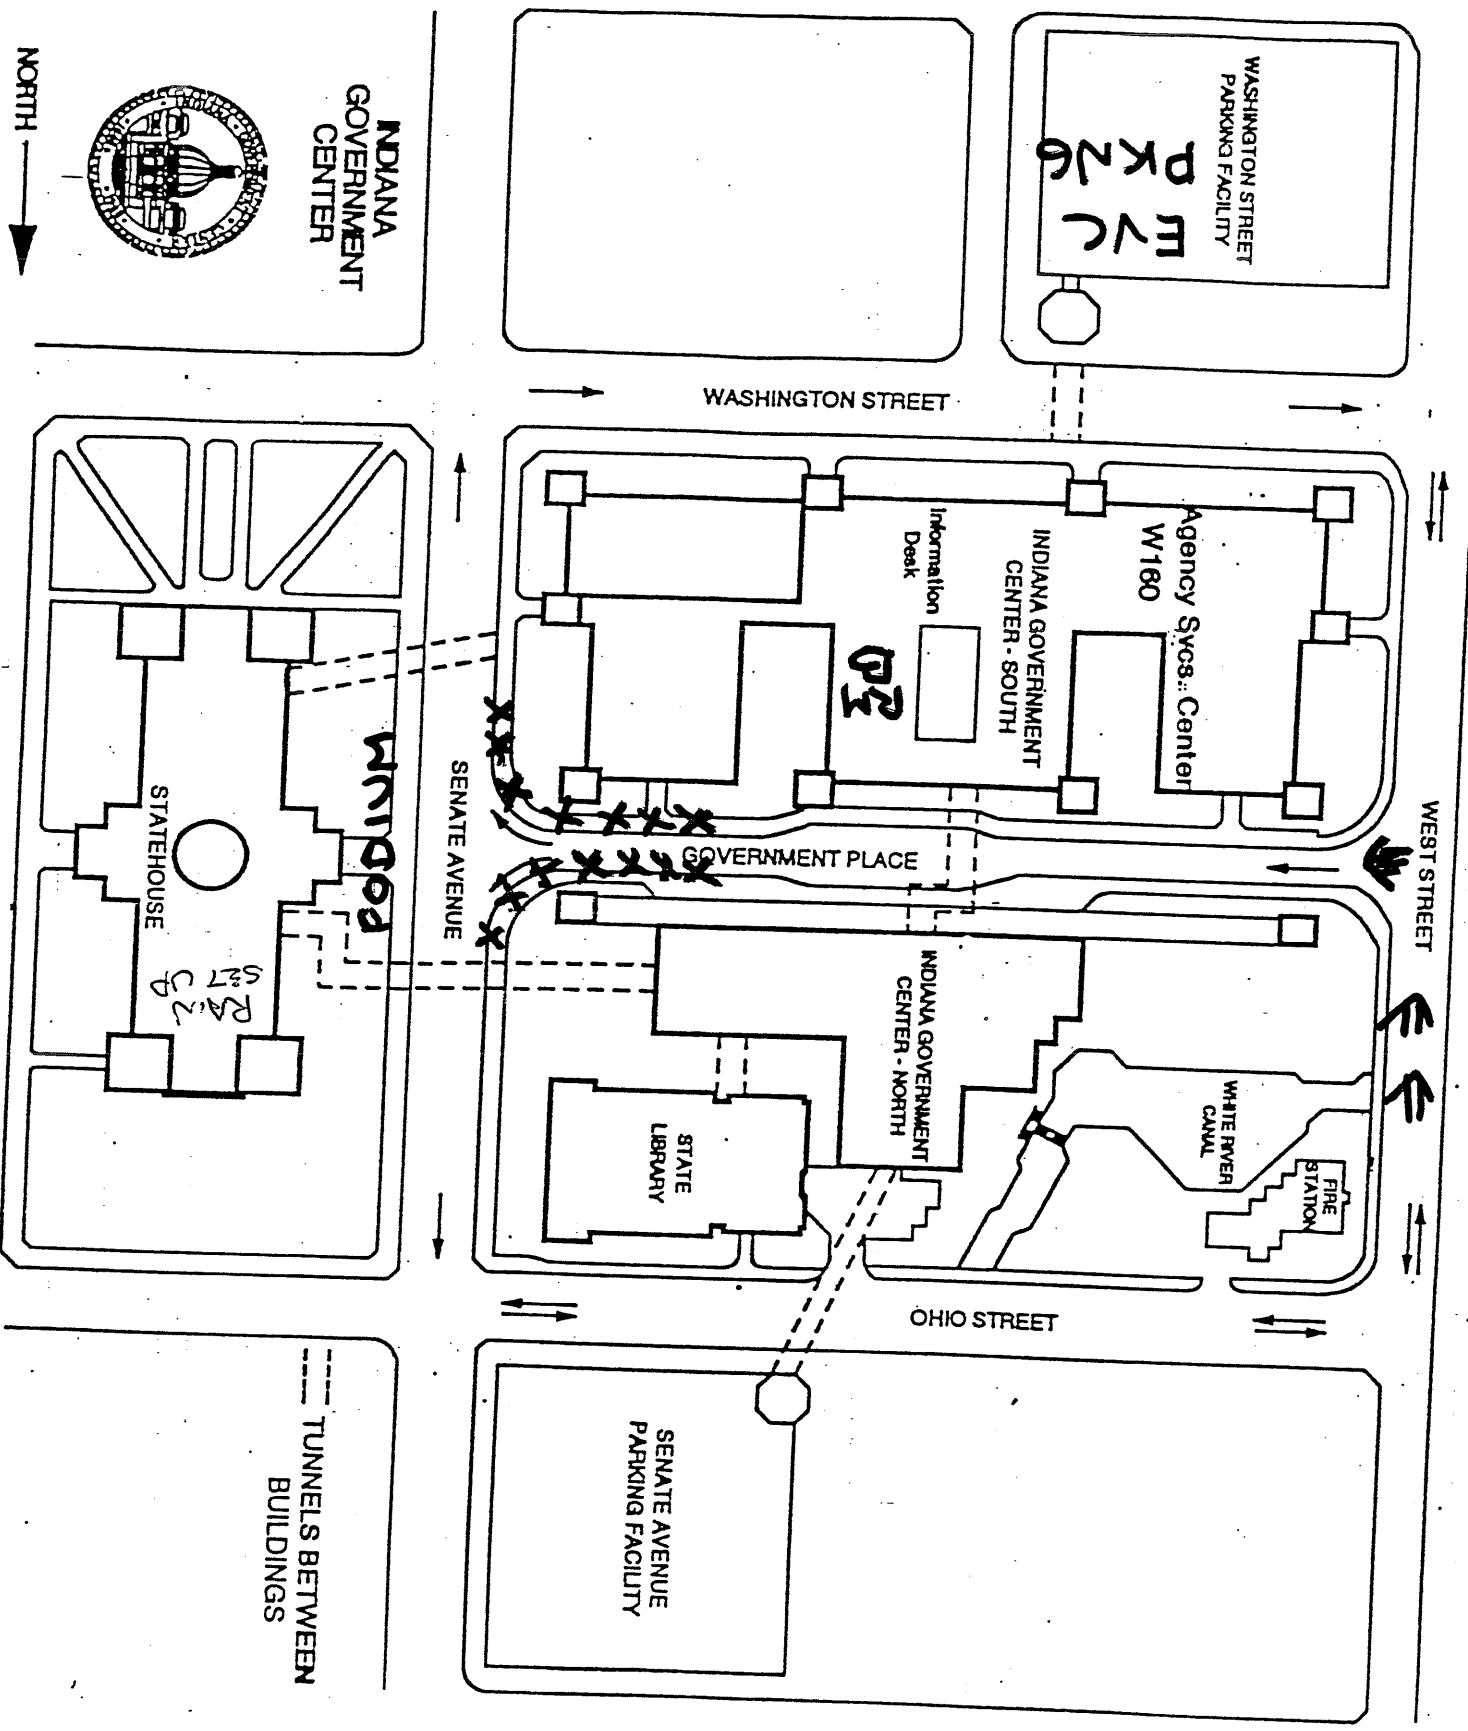 WASHINGTON STREET
PARKING FACILITY
EVC
PKNG
INDIANA
GOVERNMENT
CENTER
NORTH
WASHINGTON STREET
WEST STREET
Agency Svcs. Center
W160
INDIANA GOVERNMENT
CENTER - SOUTH
Information
Desk
GOVERNMENT PLACE
SENATE AVENUE
STATEHOUSE
INDIANA GOVERNMENT
CENTER - NORTH
WHITE RIVER
CANAL
FIRE
STATION
STATE
LIBRARY
OHIO STREET
SENATE AVENUE
PARKING FACILITY
TUNNELS BETWEEN
BUILDINGS